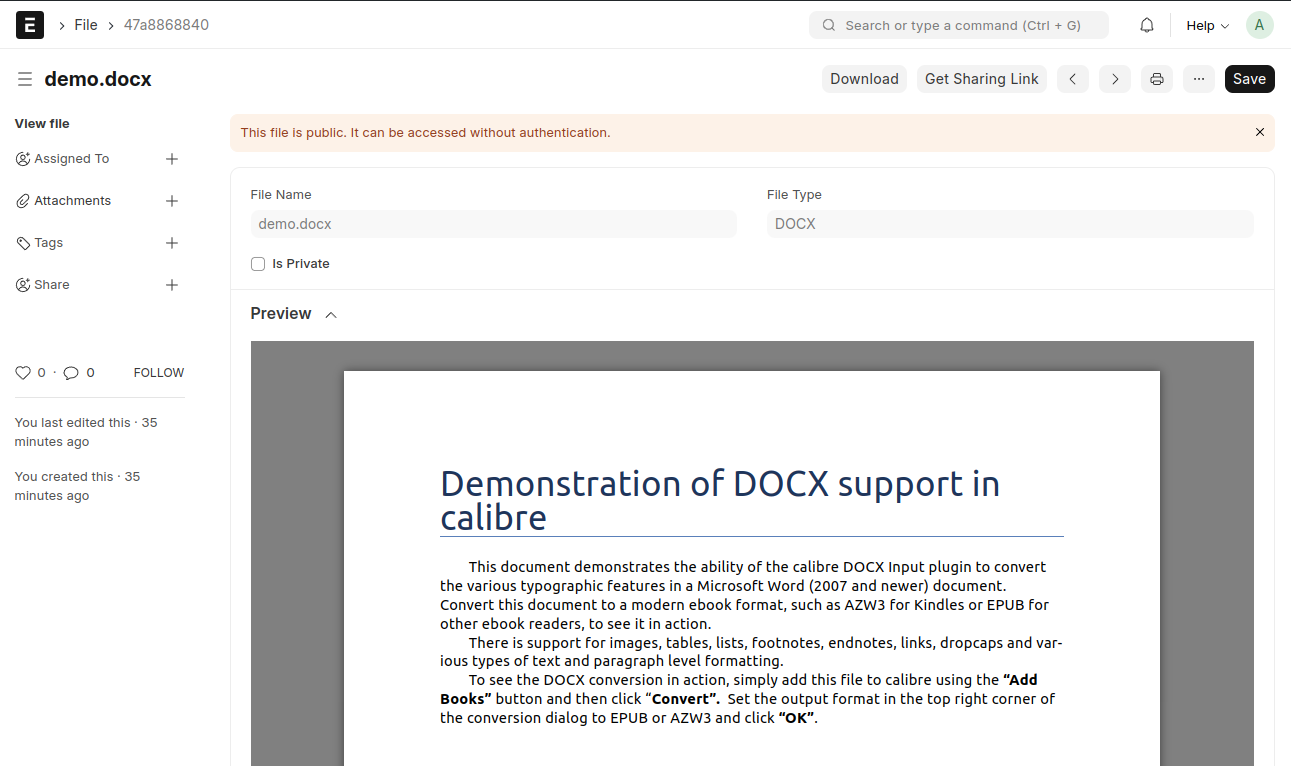 E File 47a8868840 Search or type a command (Ctrl + G) Help A
demo.docx Download Get Sharing Link ... Save
View file
Assigned To
Attachments
Tags
Share
0 · 0 FOLLOW
You last edited this · 35
minutes ago
You created this · 35
minutes ago
This file is public. It can be accessed without authentication.
File Name
demo.docx
File Type
DOCX
Is Private
Preview
Demonstration of DOCX support in
calibre
This document demonstrates the ability of the calibre DOCX Input plugin to convert
the various typographic features in a Microsoft Word (2007 and newer) document.
Convert this document to a modern ebook format, such as AZW3 for Kindles or EPUB for
other ebook readers, to see it in action.
There is support for images, tables, lists, footnotes, endnotes, links, dropcaps and var-
ious types of text and paragraph level formatting.
To see the DOCX conversion in action, simply add this file to calibre using the “Add
Books” button and then click “Convert”.  Set the output format in the top right corner of
the conversion dialog to EPUB or AZW3 and click “OK”.